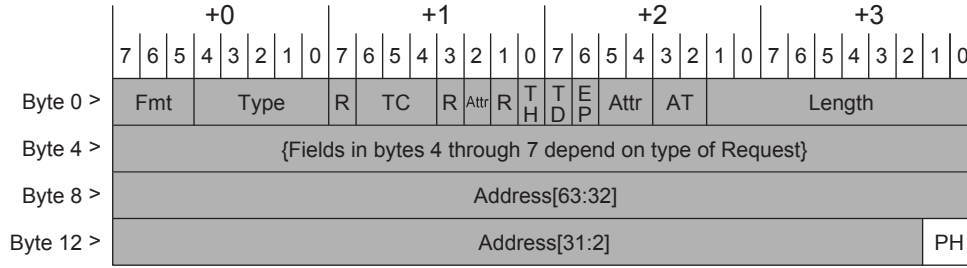 +0 +1 +2 +3
7 6 5 4 3 2 1 0 7 6 5 4 3 2 1 0 7 6 5 4 3 2 1 0 7 6 5 4 3 2 1 0
Byte 0 > Fmt Type R TC R Attr R TH TD EP Attr AT Length
Byte 4 > {Fields in bytes 4 through 7 depend on type of Request}
Byte 8 > Address[63:32]
Byte 12 > Address[31:2] PH